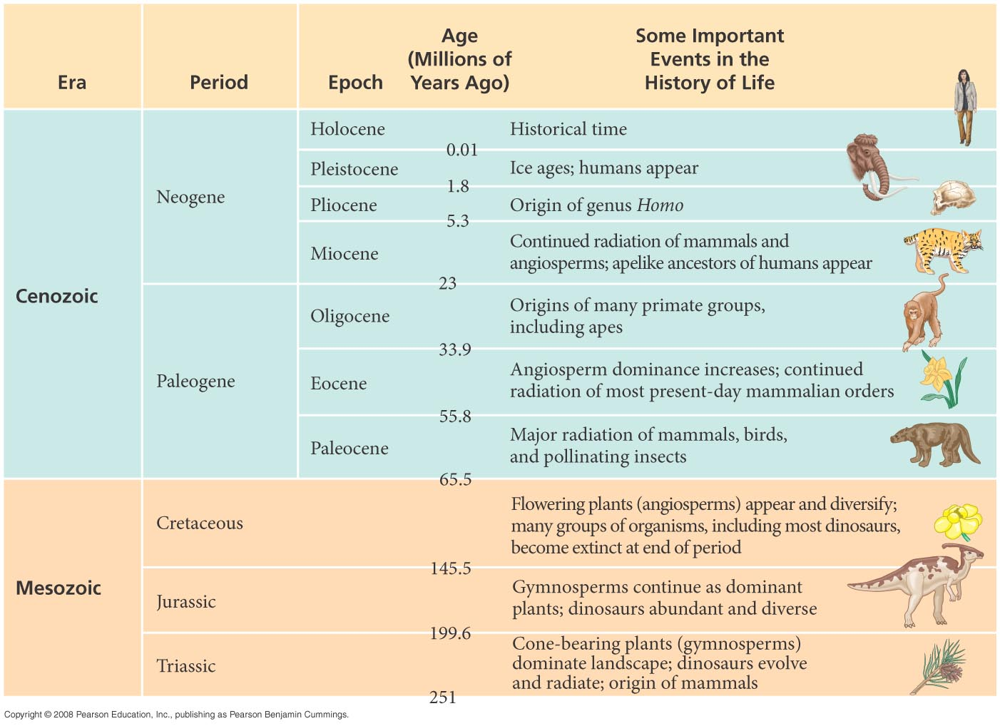 Era
Period
Epoch
Age
(Millions of
Years Ago)
Some Important
Events in the
History of Life
Cenozoic
Neogene
Holocene
Historical time
0.01
Pleistocene
Ice ages; humans appear
1.8
Pliocene
Origin of genus Homo
5.3
Miocene
Continued radiation of mammals and
angiosperms; apelike ancestors of humans appear
23
Paleogene
Oligocene
Origins of many primate groups,
including apes
33.9
Eocene
Angiosperm dominance increases; continued
radiation of most present-day mammalian orders
55.8
Paleocene
Major radiation of mammals, birds,
and pollinating insects
65.5
Mesozoic
Cretaceous
Flowering plants (angiosperms) appear and diversify;
many groups of organisms, including most dinosaurs,
become extinct at end of period
145.5
Jurassic
Gymnosperms continue as dominant
plants; dinosaurs abundant and diverse
199.6
Triassic
Cone-bearing plants (gymnosperms)
dominate landscape; dinosaurs evolve
and radiate; origin of mammals
251
Copyright © 2008 Pearson Education, Inc., publishing as Pearson Benjamin Cummings.